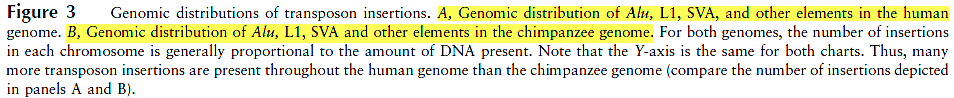 Figure 3 Genomic distributions of transposon insertions. A, Genomic distribution of Alu, L1, SVA, and other elements in the human
genome. B, Genomic distribution of Alu, L1, SVA and other elements in the chimpanzee genome. For both genomes, the number of insertions
in each chromosome is generally proportional to the amount of DNA present. Note that the Y-axis is the same for both charts. Thus, many
more transposon insertions are present throughout the human genome than the chimpanzee genome (compare the number of insertions depicted
in panels A and B).